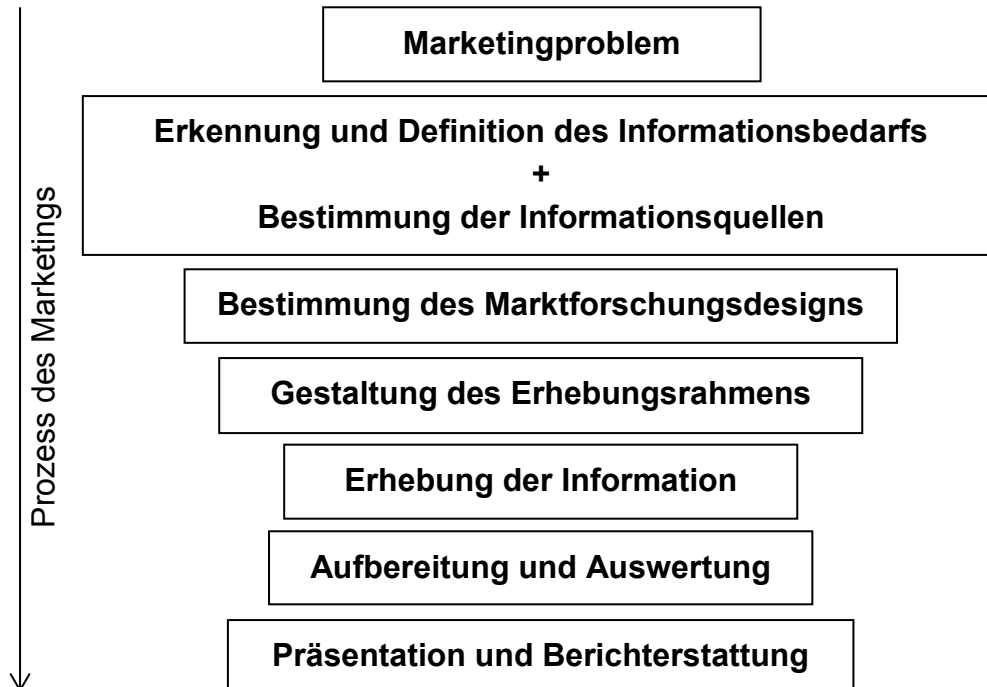 Marketingproblem
Erkennung und Definition des Informationsbedarfs
+
Bestimmung der Informationsquellen
Bestimmung des Marktforschungsdesigns
Gestaltung des Erhebungsrahmens
Erhebung der Information
Aufbereitung und Auswertung
Präsentation und Berichterstattung
Prozess des Marketings